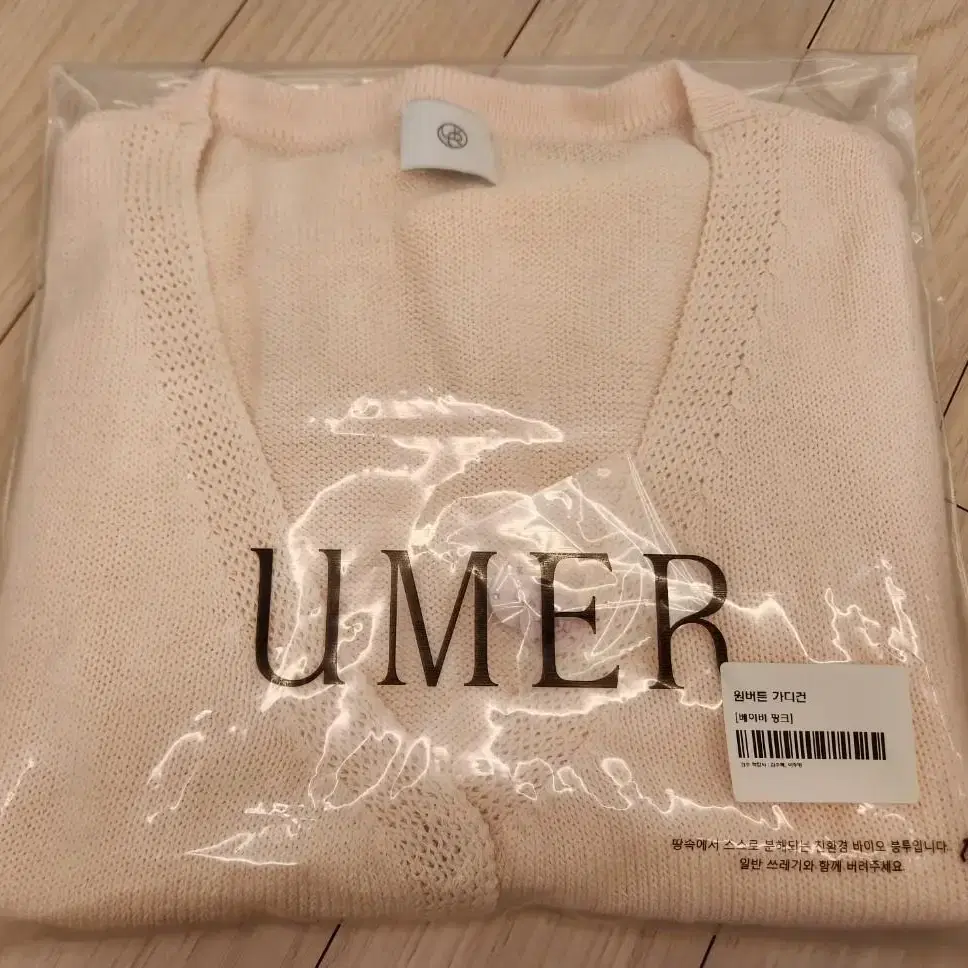 UMER
원버튼 가디건
[베이비 핑크]
땅속에서 스스로 분해되는 친환경 바이오 봉투입니다.
일반 쓰레기와 함께 버려주세요